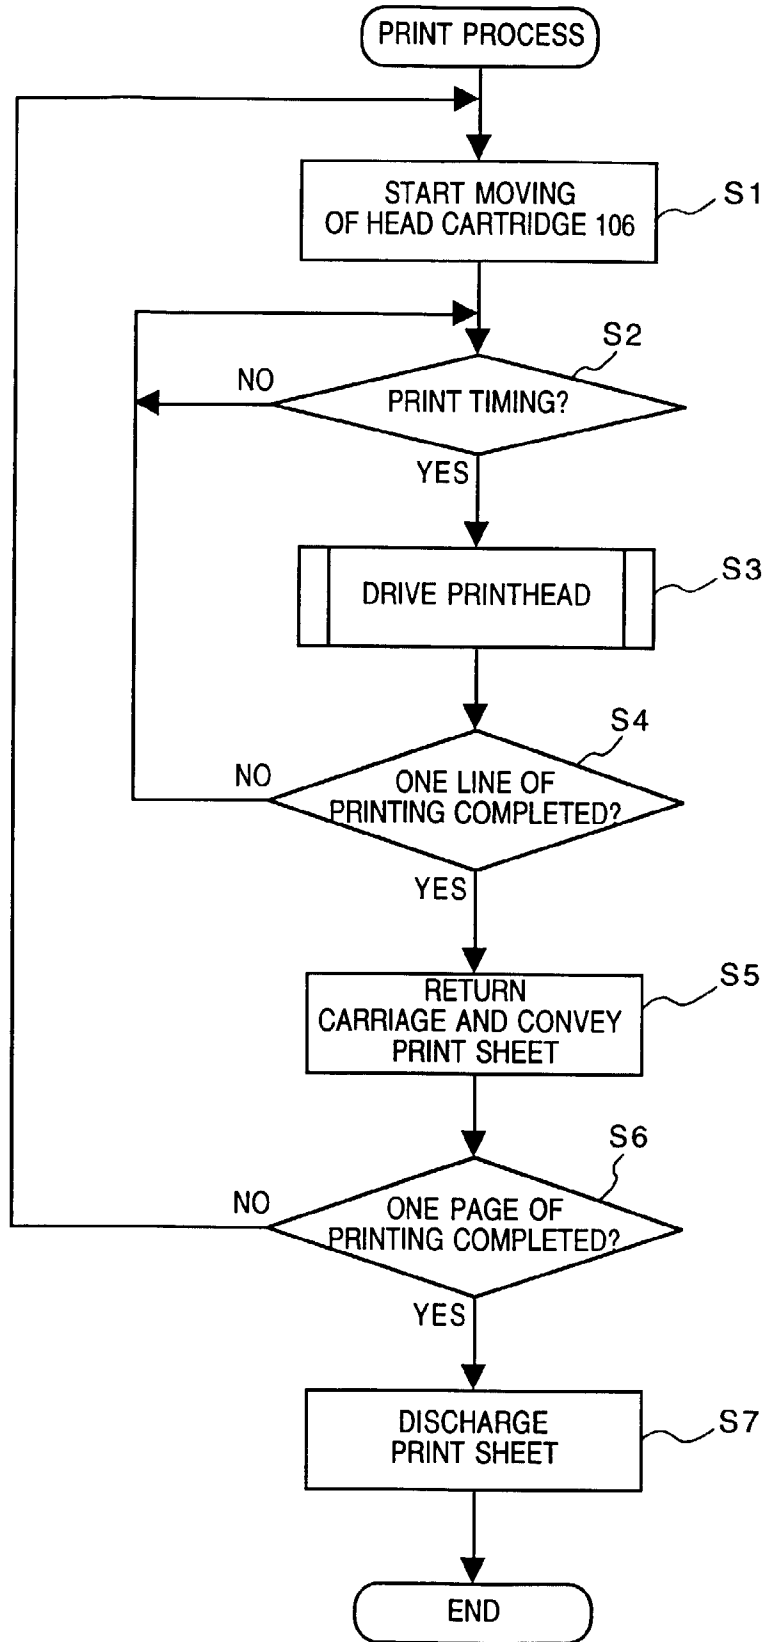 PRINT PROCESS
START MOVING
OF HEAD CARTRIDGE 106
S1
S2
NO
PRINT TIMING?
YES
DRIVE PRINTHEAD
S3
S4
NO
ONE LINE OF
PRINTING COMPLETED?
YES
RETURN
CARRIAGE AND CONVEY
PRINT SHEET
S5
S6
NO
ONE PAGE OF
PRINTING COMPLETED?
YES
DISCHARGE
PRINT SHEET
S7
END